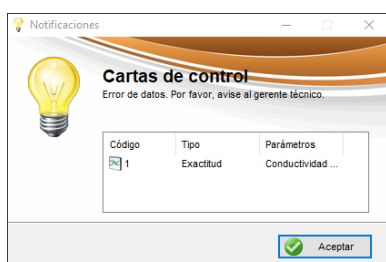 Notificaciones
Cartas de control
Error de datos. Por favor, avise al gerente técnico.
Código Tipo Parámetros
1 Exactitud Conductividad ...
Aceptar